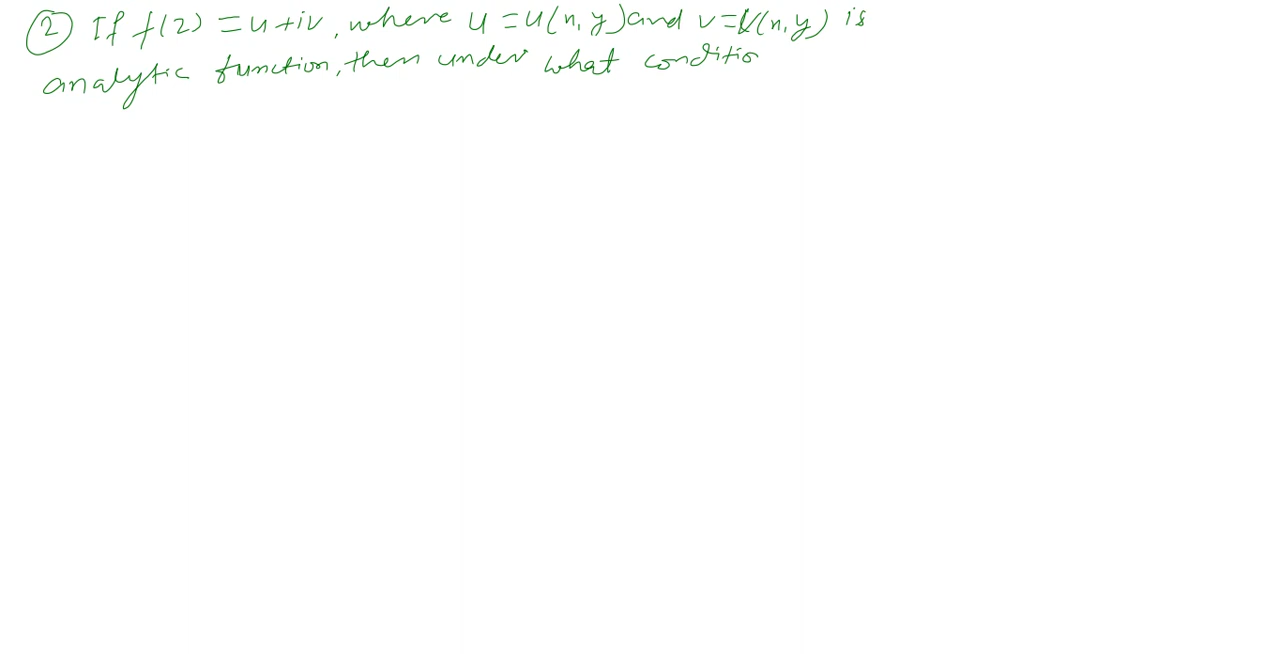 ② If f(z) = u+iv, where u = u(x, y) and v = v(x, y) is
analytic function, then under what conditio